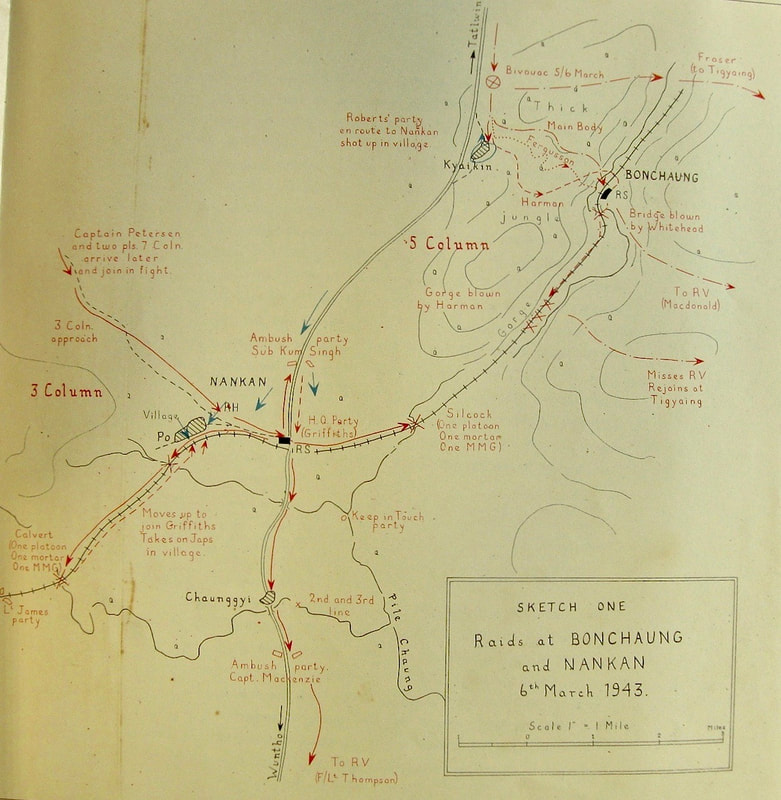 Tatlwin
Bivouac 5/6 March
Fraser
(to Tigyaing)
Thick
Roberts' party
en route to Nankan
shot up in village.
Main Body
Fergusson
Kyaikin
BONCHAUNG
RS
Harman
jungle
Bridge blown
by Whitehead
Captain Petersen
and two pls. 7 Coln.
arrive later
and join in fight.
5 Column
To RV
(Macdonald)
Gorge blown
by Harman
Gorge
3 Coln.
approach
Ambush party
Sub Kum Singh
Misses RV
Rejoins at
Tigyaing
NANKAN
3 Column
RH
Village
Po
H.Q. Party
(Griffiths)
RS
Silcock
(One platoon
One mortar
One MMG)
Moves up to
join Griffiths
Takes on Japs
in village.
Keep in Touch
party
Calvert
(One platoon
One mortar
One MMG)
Lt James
party
Chaunggyi
2nd and 3rd
line
Pile Chaung
Ambush party.
Capt. Mackenzie
Wuntho
To RV
(F/Lt Thompson)
SKETCH ONE
Raids at BONCHAUNG
and NANKAN
6th March 1943.
Scale 1" = 1 Mile
Miles
0 1 2 3